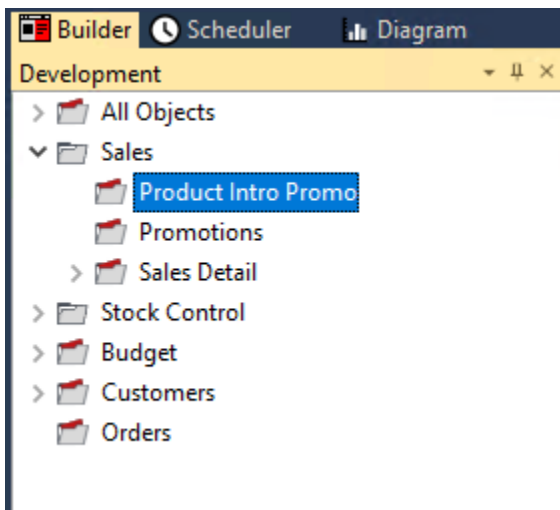 Builder Scheduler Diagram
Development
All Objects
Sales
Product Intro Promo
Promotions
Sales Detail
Stock Control
Budget
Customers
Orders